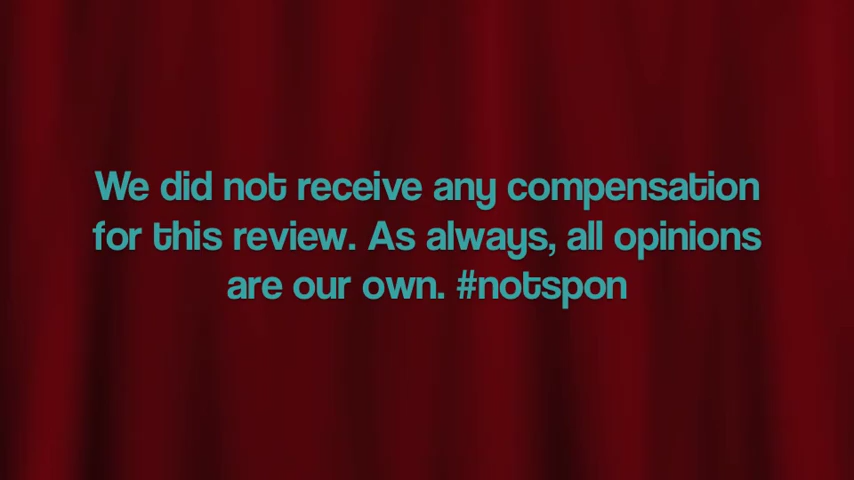 We did not receive any compensation
for this review. As always, all opinions
are our own. #notspon